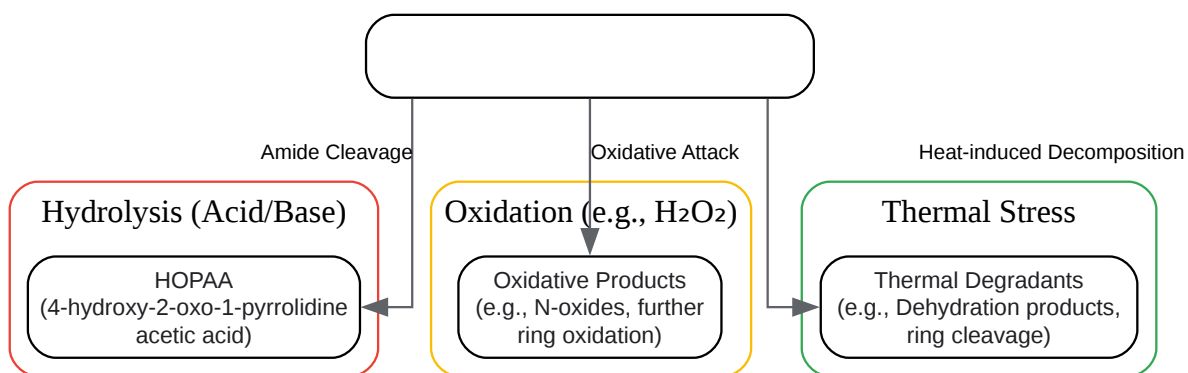 Amide Cleavage
Oxidative Attack
Heat-induced Decomposition
Hydrolysis (Acid/Base)
Oxidation (e.g., H₂O₂)
Thermal Stress
HOPAA
(4-hydroxy-2-oxo-1-pyrrolidine
acetic acid)
Oxidative Products
(e.g., N-oxides, further
ring oxidation)
Thermal Degradants
(e.g., Dehydration products,
ring cleavage)